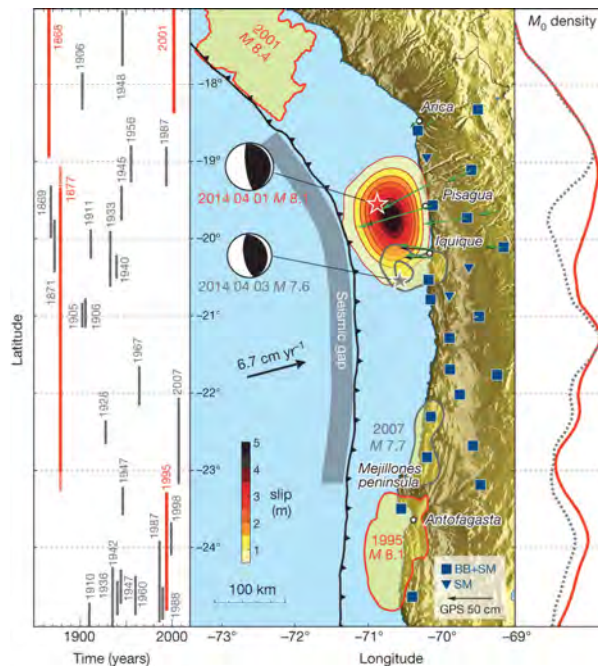 M₀ density
1868
1906
1948
2001
2001
M 8.4
-18°
Arica
1956
1987
1945
-19°
1877
1869
1911
1933
2014 04 01 M 8.1
Pisagua
-20°
Iquique
1940
1871
2014 04 03 M 7.6
1905
1906
-21°
Latitude
Seismic gap
6.7 cm yr⁻¹
1967
2007
-22°
1928
2007
M 7.7
5
4
3
2
1
slip
(m)
-23°
Mejillones
peninsula
1947
1995
1998
1987
Antofagasta
1995
M 8.1
-24°
1942
1936
1910
1947
1960
1988
100 km
BB+SM
SM
GPS 50 cm
1900
2000
-73°
-72°
-71°
-70°
-69°
Time (years)
Longitude